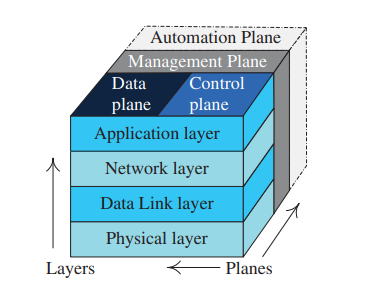 Automation Plane
Management Plane
Data Control
plane plane
Application layer
Network layer
Data Link layer
Physical layer
Layers
Planes